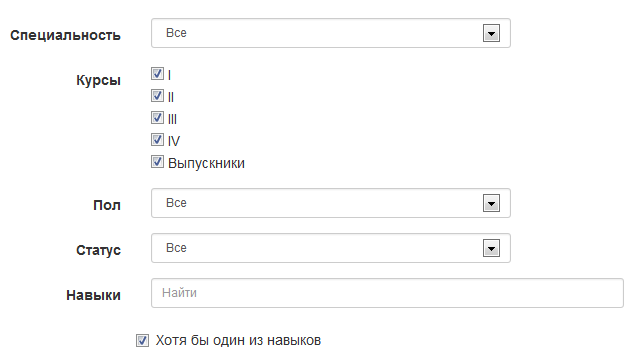 Специальность Все
Курсы I
II
III
IV
Выпускники
Пол Все
Статус Все
Навыки Найти
Хотя бы один из навыков